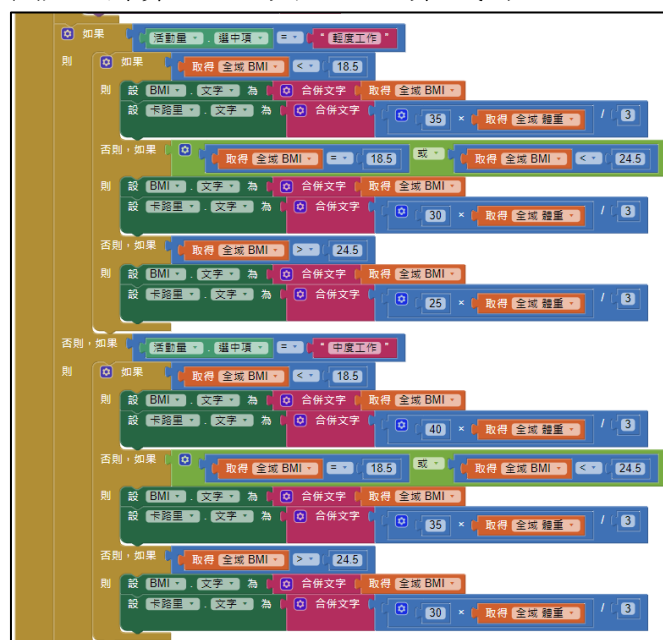 如果 活動量 . 選中項 = " 輕度工作 "
則 如果 取得 全域 BMI < 18.5
則 設 BMI . 文字 為 合併文字 取得 全域 BMI
設 卡路里 . 文字 為 合併文字 35 × 取得 全域 體重 / 3
否則,如果 取得 全域 BMI = 18.5 或 取得 全域 BMI < 24.5
則 設 BMI . 文字 為 合併文字 取得 全域 BMI
設 卡路里 . 文字 為 合併文字 30 × 取得 全域 體重 / 3
否則,如果 取得 全域 BMI > 24.5
則 設 BMI . 文字 為 合併文字 取得 全域 BMI
設 卡路里 . 文字 為 合併文字 25 × 取得 全域 體重 / 3
否則,如果 活動量 . 選中項 = " 中度工作 "
則 如果 取得 全域 BMI < 18.5
則 設 BMI . 文字 為 合併文字 取得 全域 BMI
設 卡路里 . 文字 為 合併文字 40 × 取得 全域 體重 / 3
否則,如果 取得 全域 BMI = 18.5 或 取得 全域 BMI < 24.5
則 設 BMI . 文字 為 合併文字 取得 全域 BMI
設 卡路里 . 文字 為 合併文字 35 × 取得 全域 體重 / 3
否則,如果 取得 全域 BMI > 24.5
則 設 BMI . 文字 為 合併文字 取得 全域 BMI
設 卡路里 . 文字 為 合併文字 30 × 取得 全域 體重 / 3